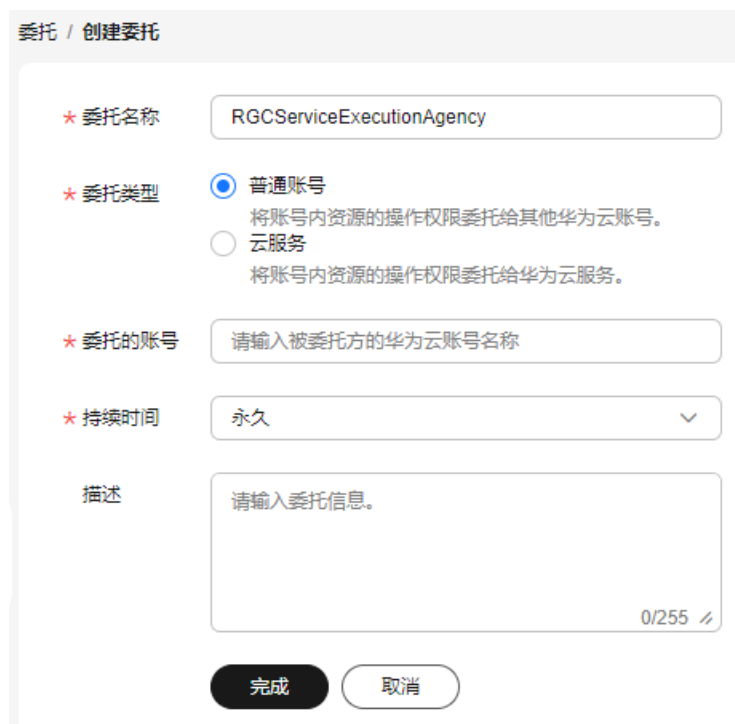 委托 / 创建委托
* 委托名称 RGCServiceExecutionAgency
* 委托类型 普通账号
将账号内资源的操作权限委托给其他华为云账号。
云服务
将账号内资源的操作权限委托给华为云服务。
* 委托的账号 请输入被委托方的华为云账号名称
* 持续时间 永久
描述 请输入委托信息。
0/255
完成 取消